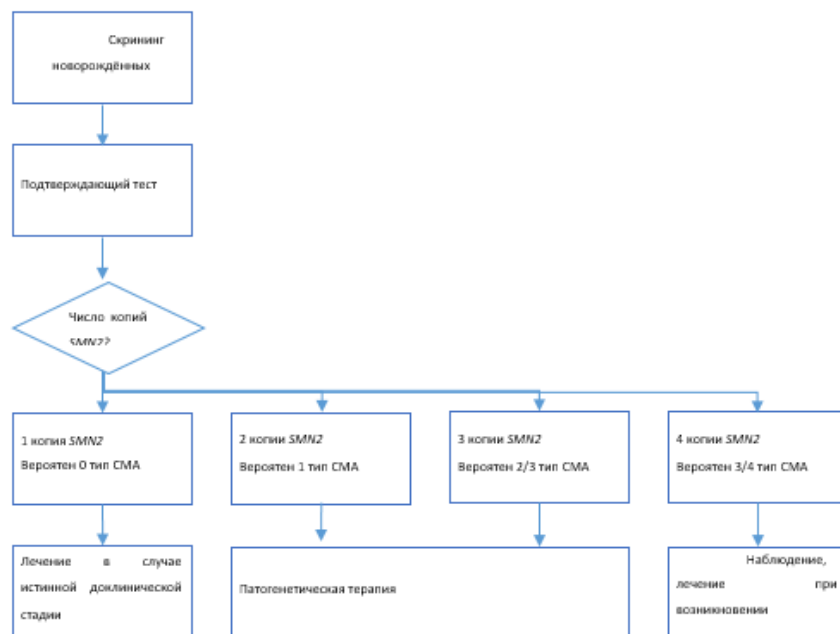 Скрининг
новорождённых
Подтверждающий тест
Число копий
SMN2?
1 копия SMN2
Вероятен 0 тип СМА
2 копии SMN2
Вероятен 1 тип СМА
3 копии SMN2
Вероятен 2/3 тип СМА
4 копии SMN2
Вероятен 3/4 тип СМА
Лечение в случае
истинной доклинической
стадии
Патогенетическая терапия
Наблюдение,
лечение при
возникновении